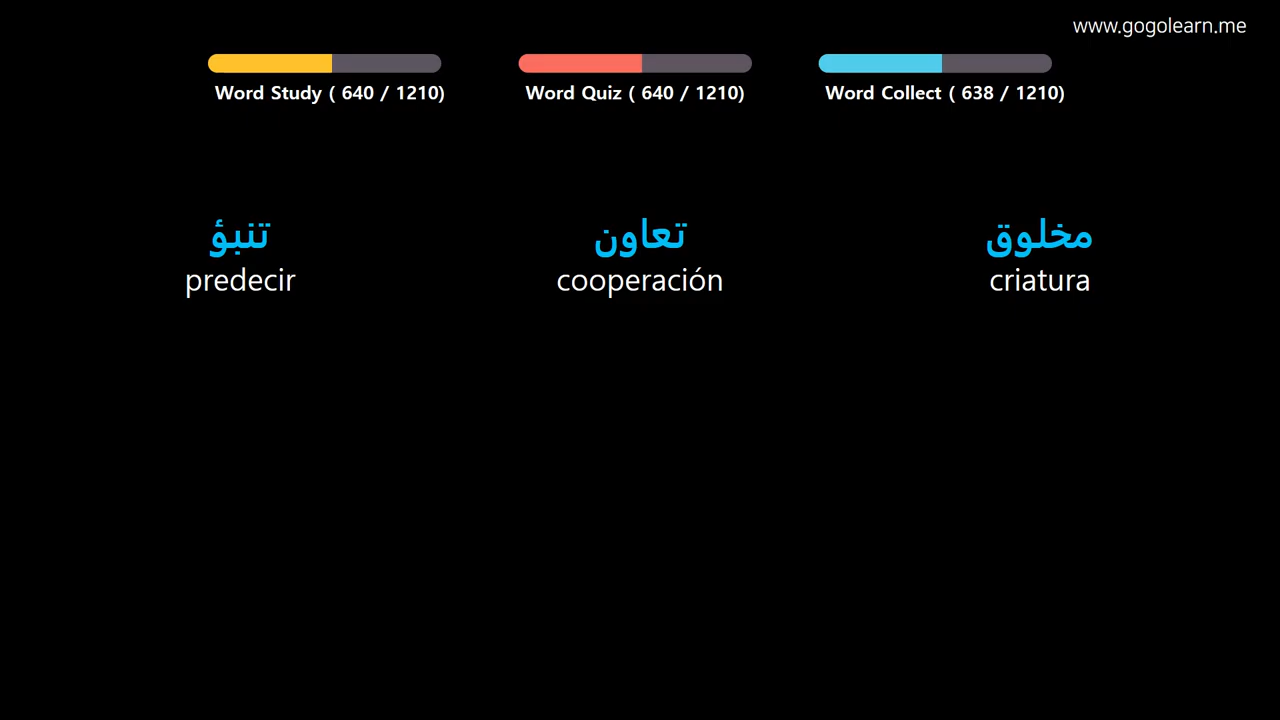 www.gogolearn.me
Word Study ( 640 / 1210)
Word Quiz ( 640 / 1210)
Word Collect ( 638 / 1210)
تنبؤ
predecir
تعاون
cooperación
مخلوق
criatura